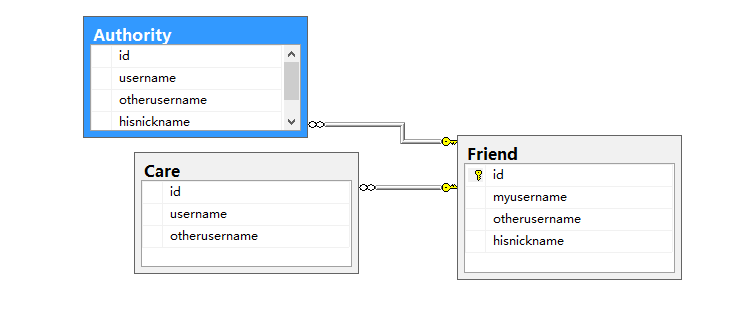 Authority
id
username
otherusername
hisnickname
Care
id
username
otherusername
Friend
id
myusername
otherusername
hisnickname